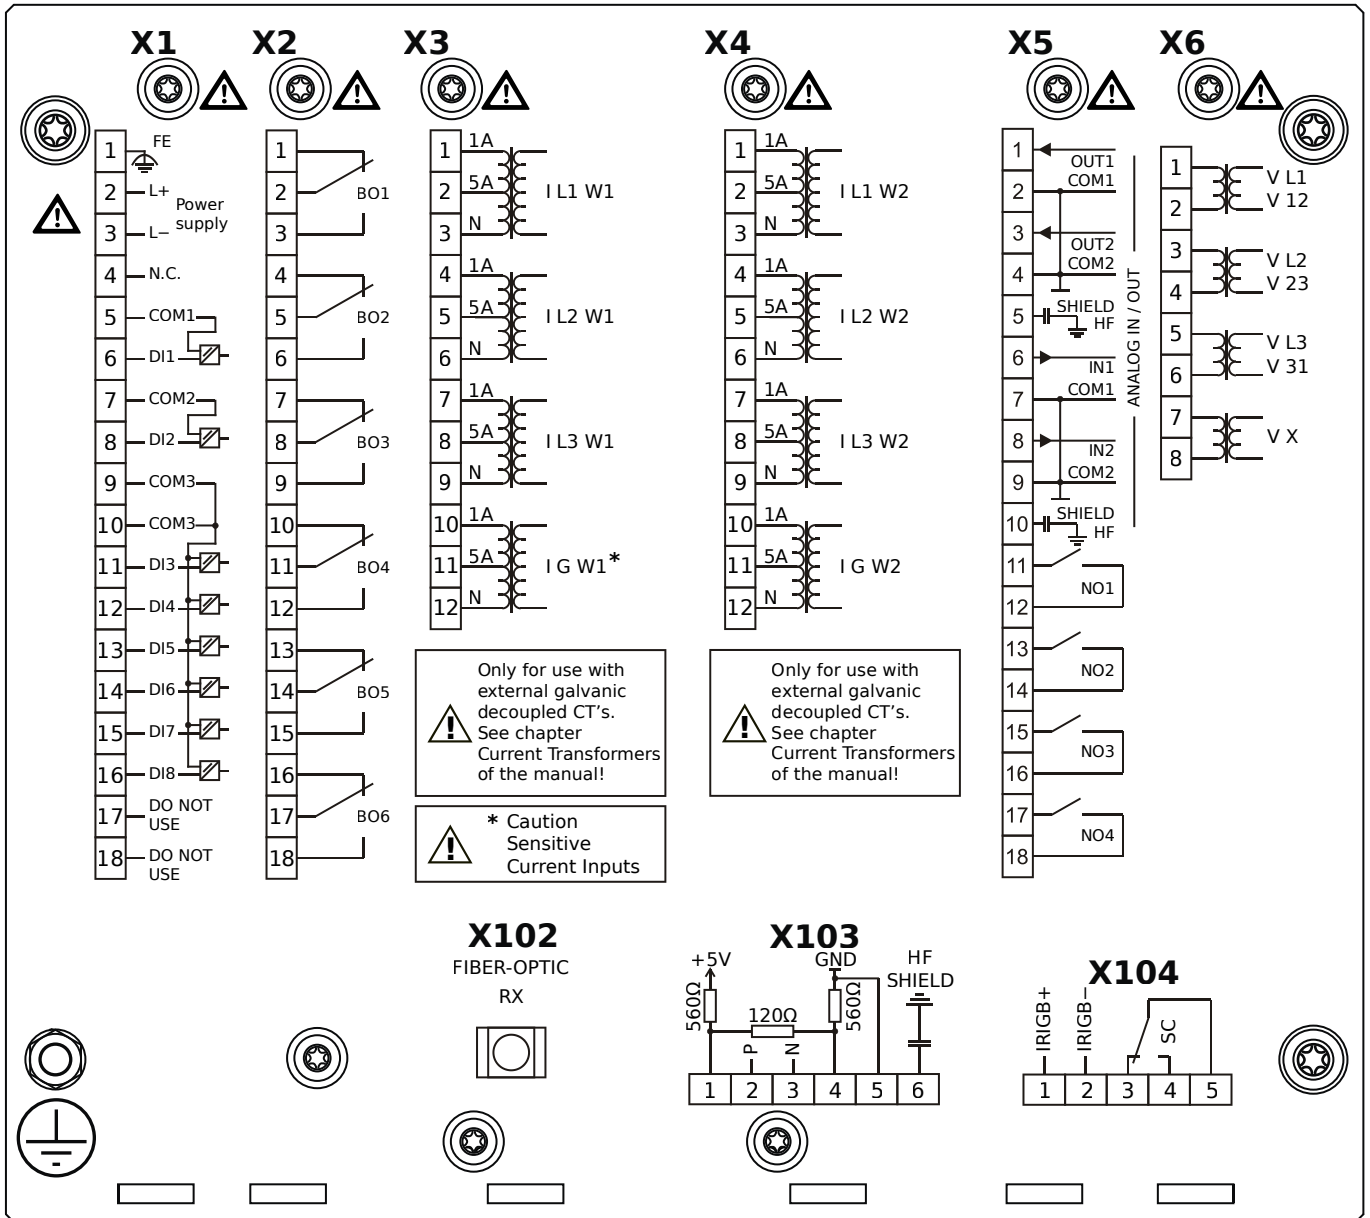 X1
X2
X3
X4
X5
X6
1
FE
2
L+
Power
supply
3
L−
4
N.C.
5
COM1
6
DI1
7
COM2
8
DI2
9
COM3
10
COM3
11
DI3
12
DI4
13
DI5
14
DI6
15
DI7
16
DI8
17
DO NOT
USE
18
DO NOT
USE
1
2
BO1
3
4
5
BO2
6
7
8
BO3
9
10
11
BO4
12
13
14
BO5
15
16
17
BO6
18
1
1A
2
5A
I L1 W1
3
N
4
1A
5
5A
I L2 W1
6
N
7
1A
8
5A
I L3 W1
9
N
10
1A
11
5A
I G W1*
12
N
Only for use with
external galvanic
decoupled CT's.
See chapter
Current Transformers
of the manual!
* Caution
Sensitive
Current Inputs
1
1A
2
5A
I L1 W2
3
N
4
1A
5
5A
I L2 W2
6
N
7
1A
8
5A
I L3 W2
9
N
10
1A
11
5A
I G W2
12
N
Only for use with
external galvanic
decoupled CT's.
See chapter
Current Transformers
of the manual!
1
OUT1
2
COM1
3
OUT2
4
COM2
5
SHIELD
HF
6
IN1
7
COM1
8
IN2
9
COM2
10
SHIELD
HF
ANALOG IN / OUT
11
NO1
12
13
NO2
14
15
NO3
16
17
NO4
18
1
V L1
2
V 12
3
V L2
4
V 23
5
V L3
6
V 31
7
V X
8
X102
FIBER-OPTIC
RX
X103
+5V
GND
HF
SHIELD
560Ω
120Ω
560Ω
P
N
1 2 3 4 5 6
X104
IRIGB+
IRIGB−
SC
1 2 3 4 5